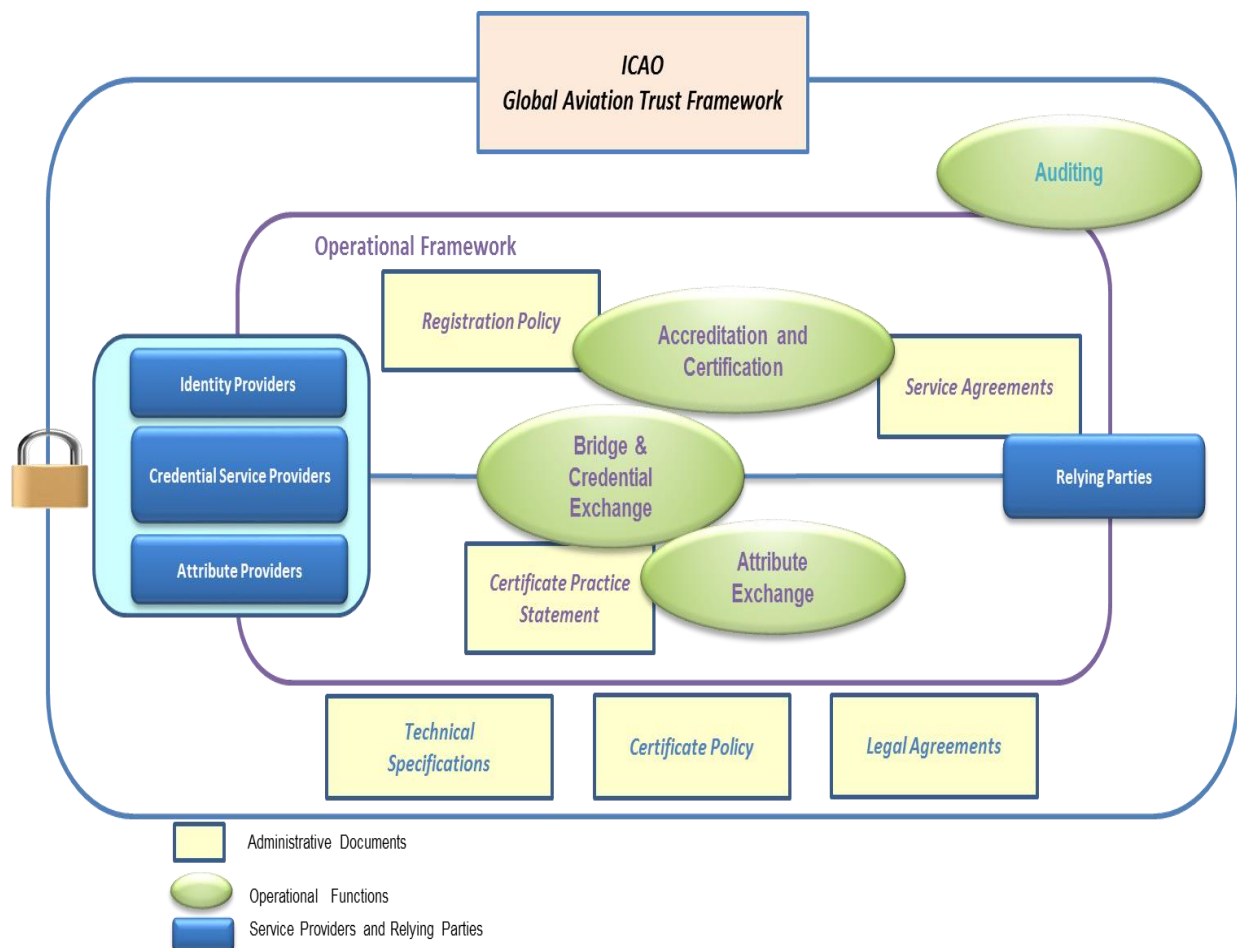 ICAO
Global Aviation Trust Framework
Auditing
Operational Framework
Registration Policy
Accreditation and
Certification
Service Agreements
Identity Providers
Credential Service Providers
Attribute Providers
Bridge &
Credential
Exchange
Relying Parties
Certificate Practice
Statement
Attribute
Exchange
Technical
Specifications
Certificate Policy
Legal Agreements
Administrative Documents
Operational Functions
Service Providers and Relying Parties